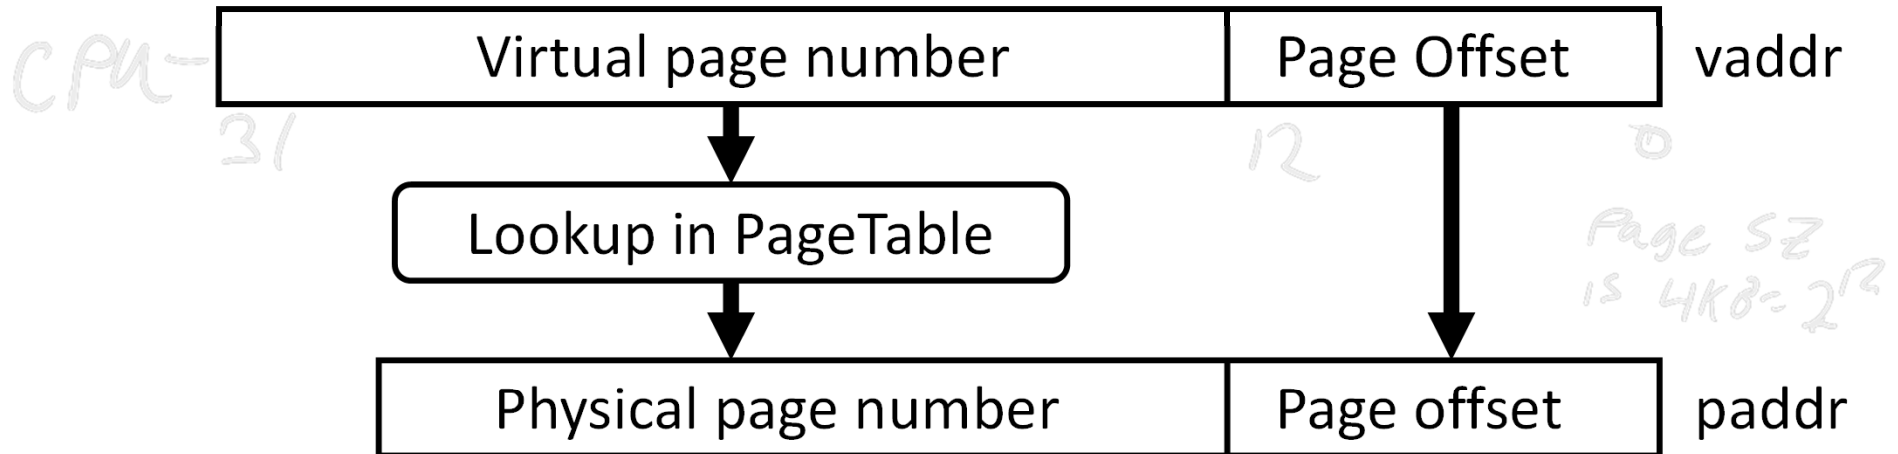 CPU- Virtual page number Page Offset vaddr
31 12 0
Lookup in PageTable
Page SZ
is 4KB=2^12
Physical page number Page offset paddr